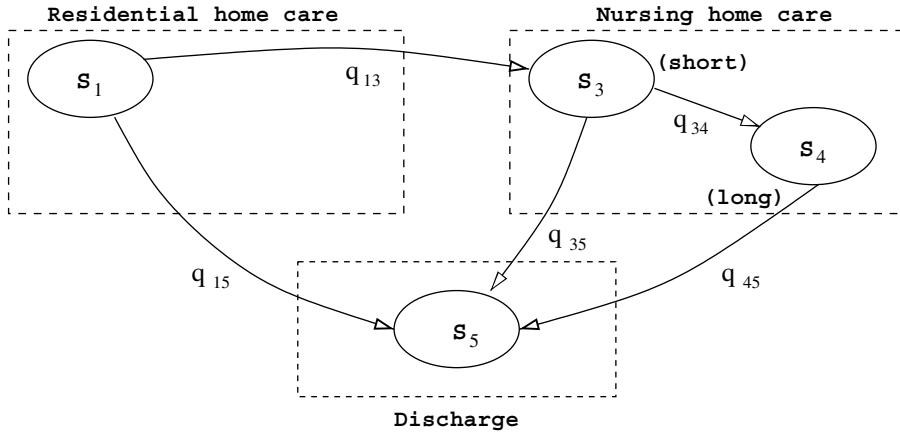 Residential home care
Nursing home care
S1
q13
S3
(short)
q34
S4
(long)
q15
q35
q45
S5
Discharge